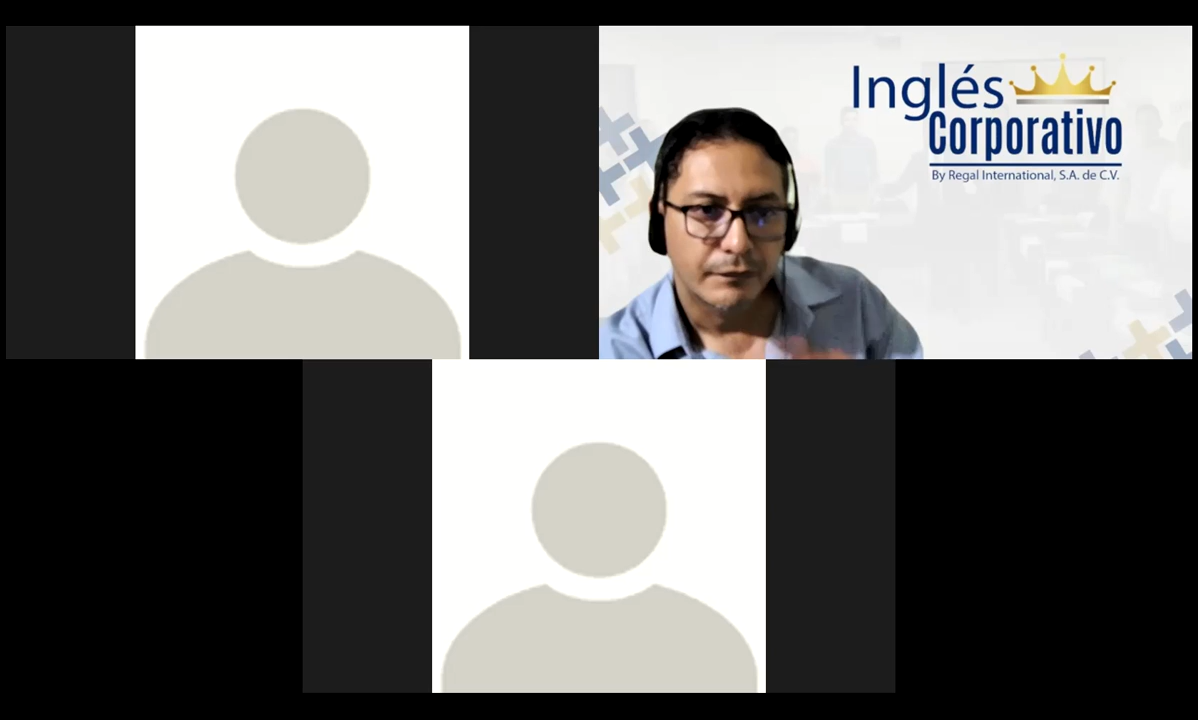 Inglés
Corporativo
By Regal International, S.A. de C.V.